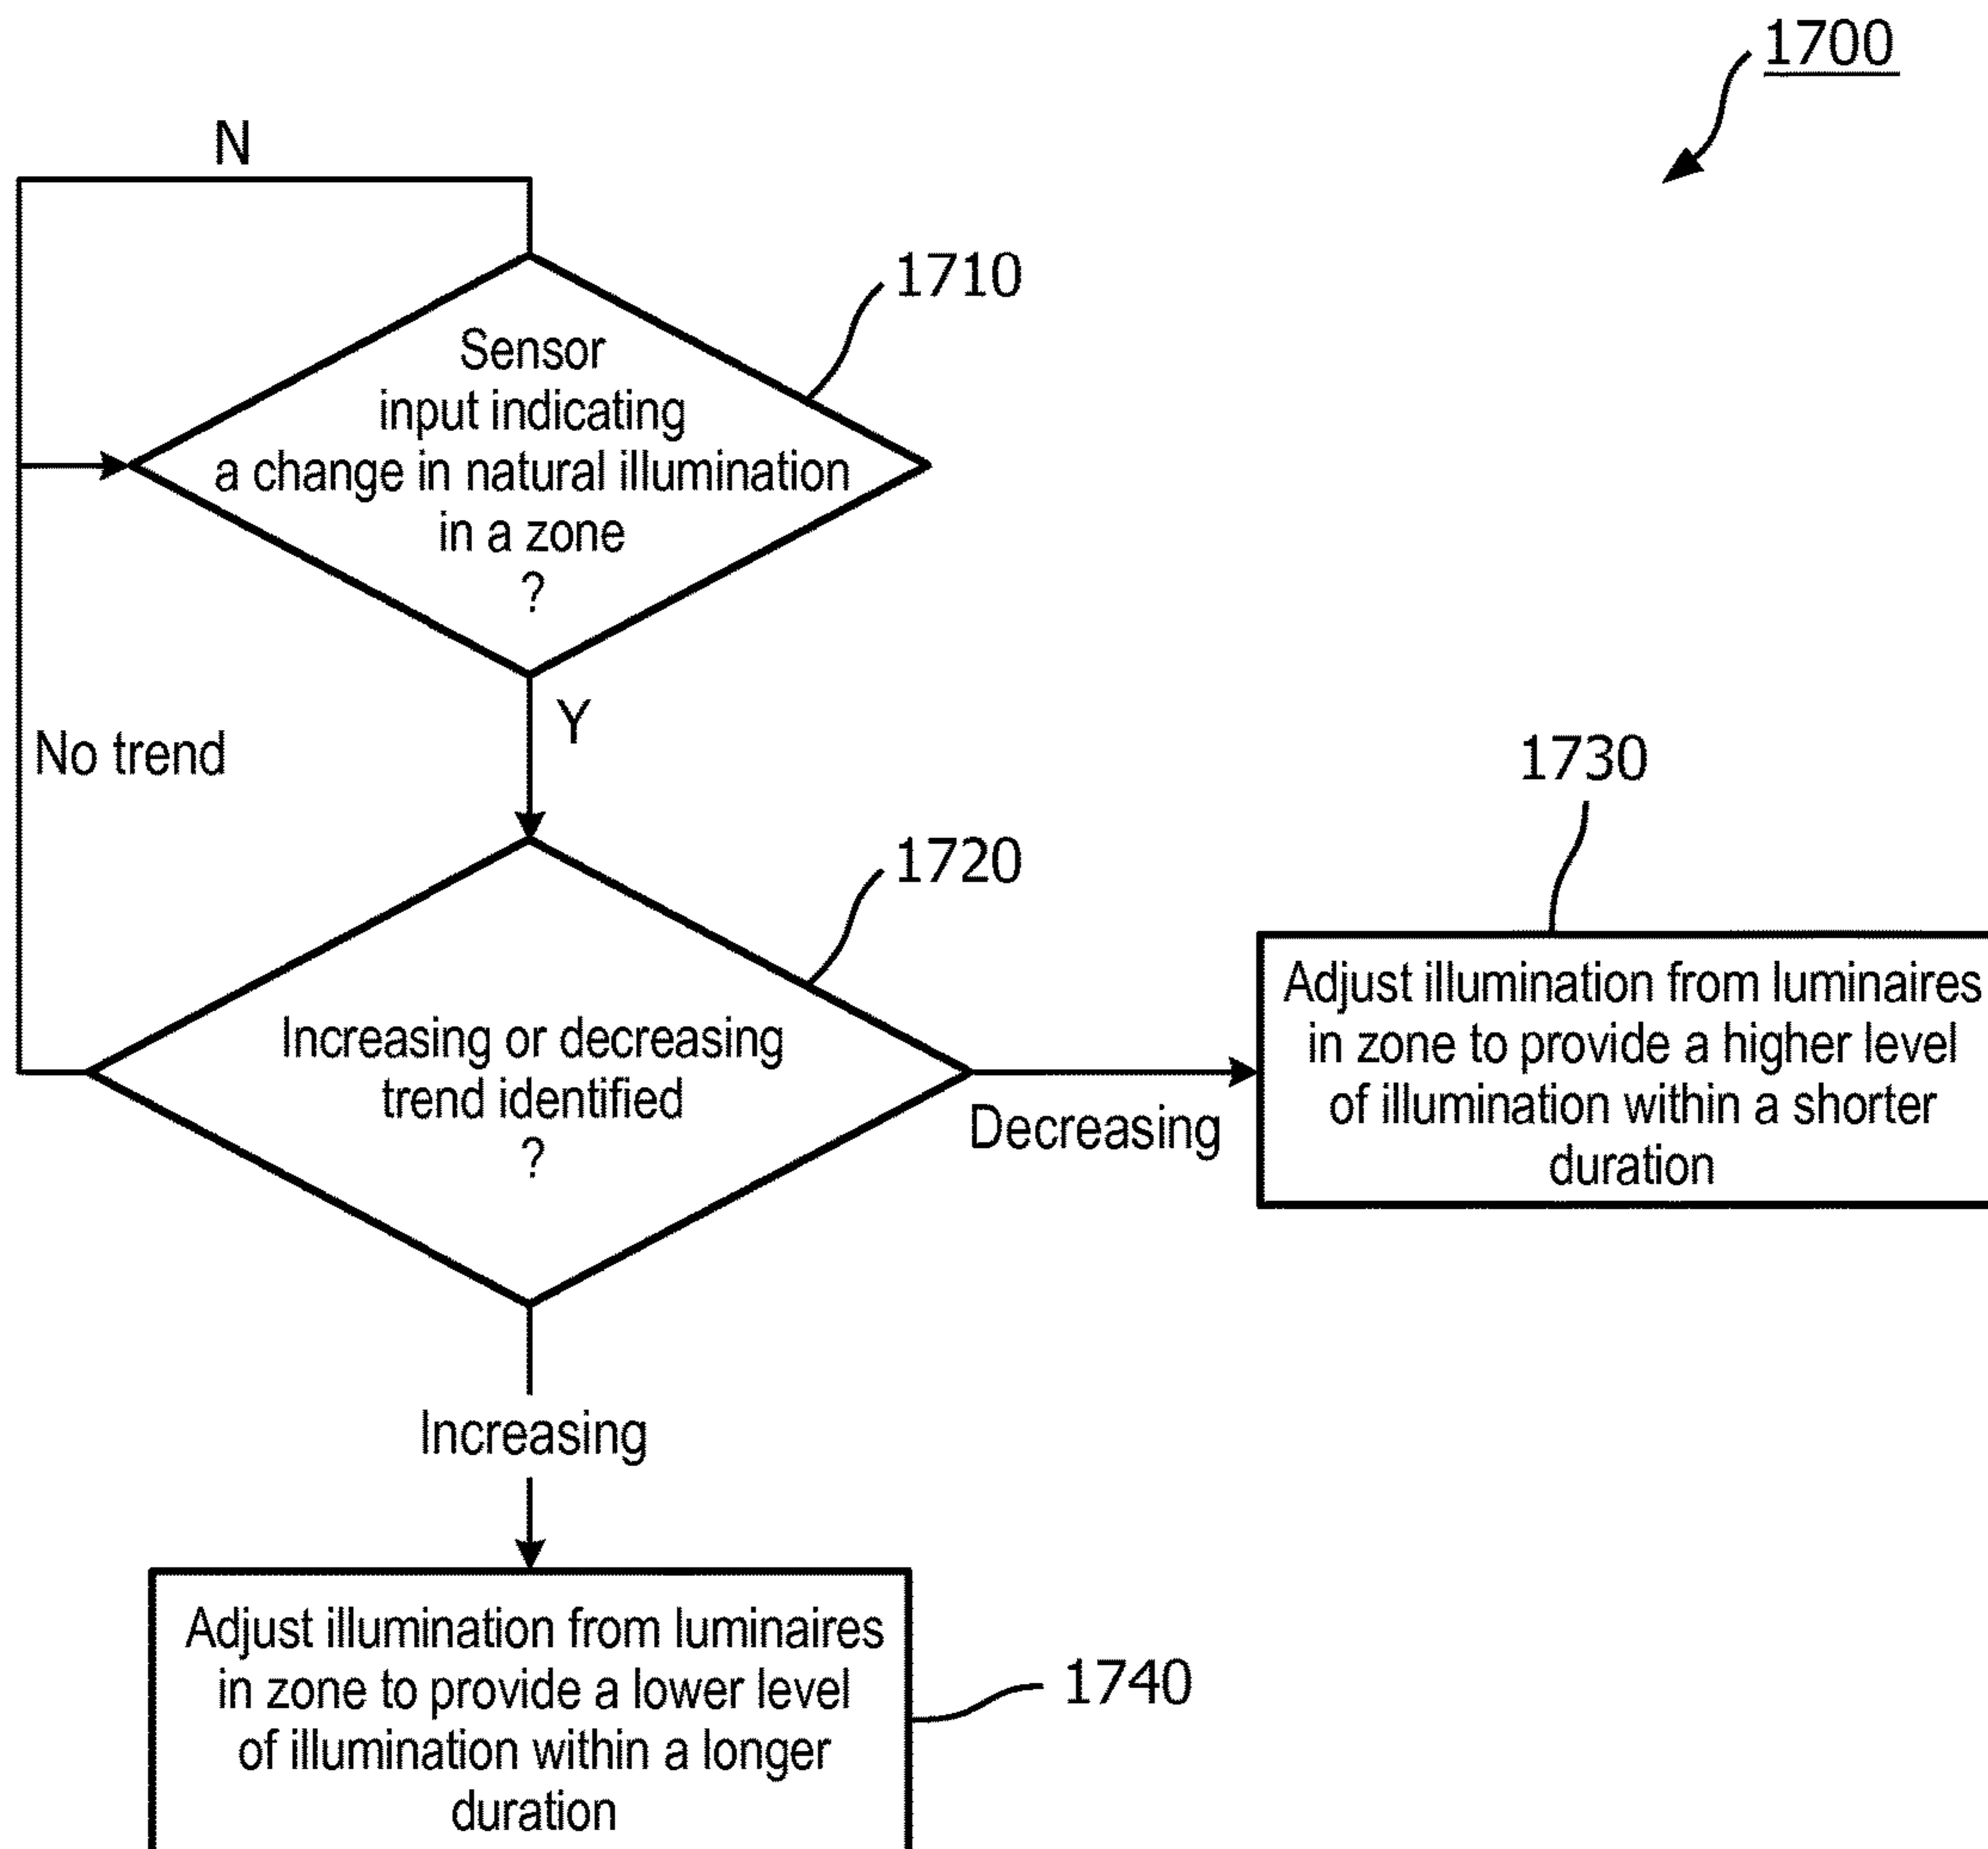 1700
N
1710
Sensor
input indicating
a change in natural illumination
in a zone
?
Y
No trend
1720
Increasing or decreasing
trend identified
?
Decreasing
1730
Adjust illumination from luminaires
in zone to provide a higher level
of illumination within a shorter
duration
Increasing
Adjust illumination from luminaires
in zone to provide a lower level
of illumination within a longer
duration
1740